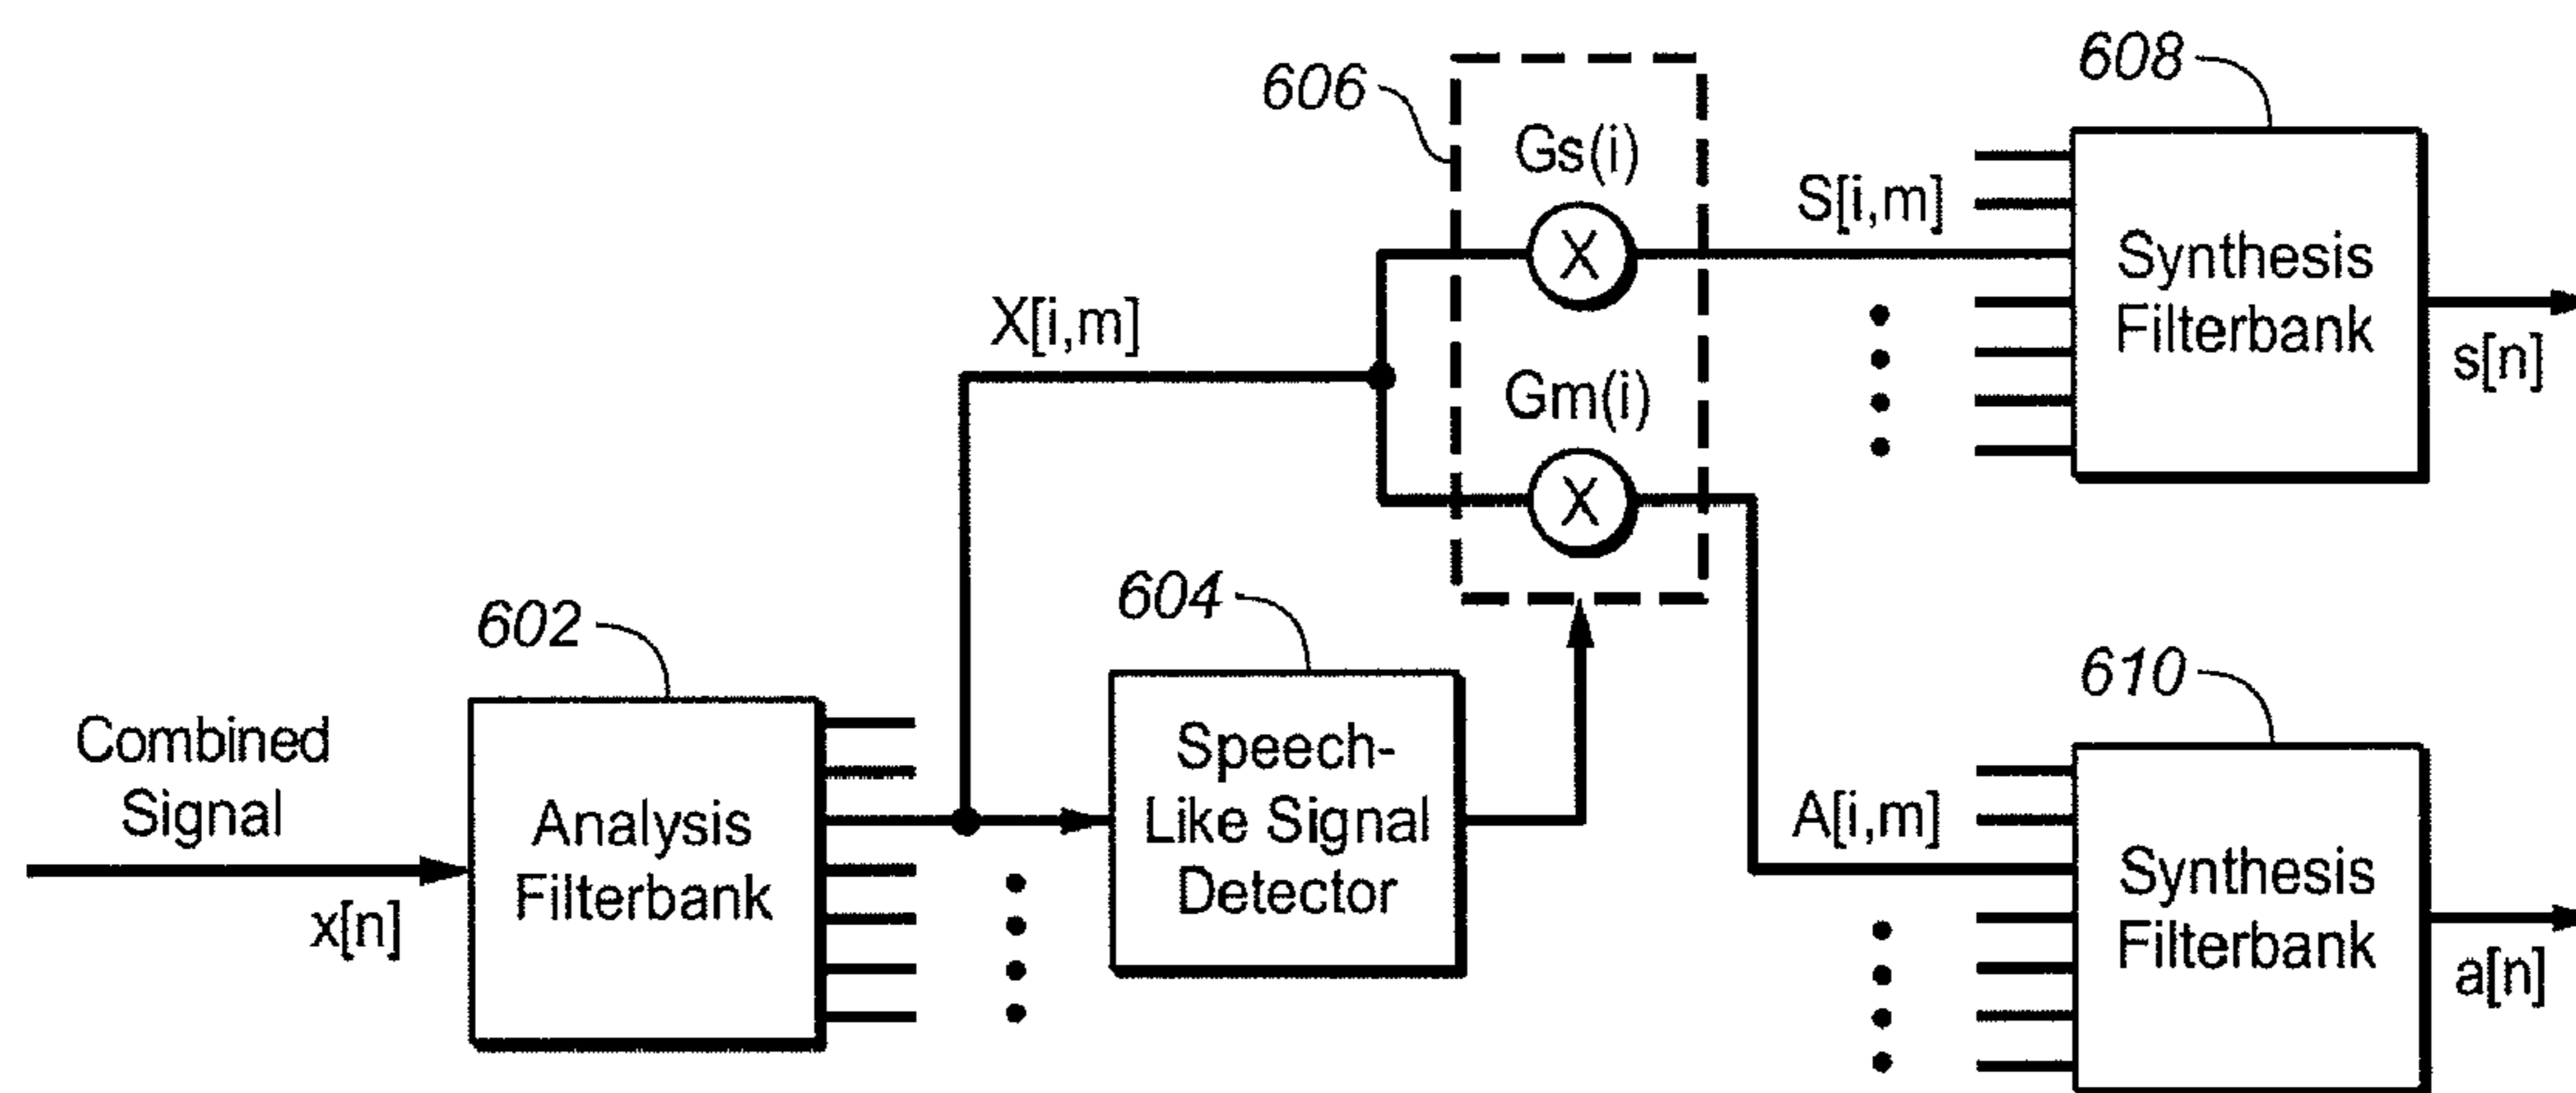 606
608
Gs(i)
S[i,m]
X
Synthesis
Filterbank
s[n]
X[i,m]
Gm(i)
X
602
604
610
Combined
Signal
x[n]
Analysis
Filterbank
Speech-
Like Signal
Detector
A[i,m]
Synthesis
Filterbank
a[n]